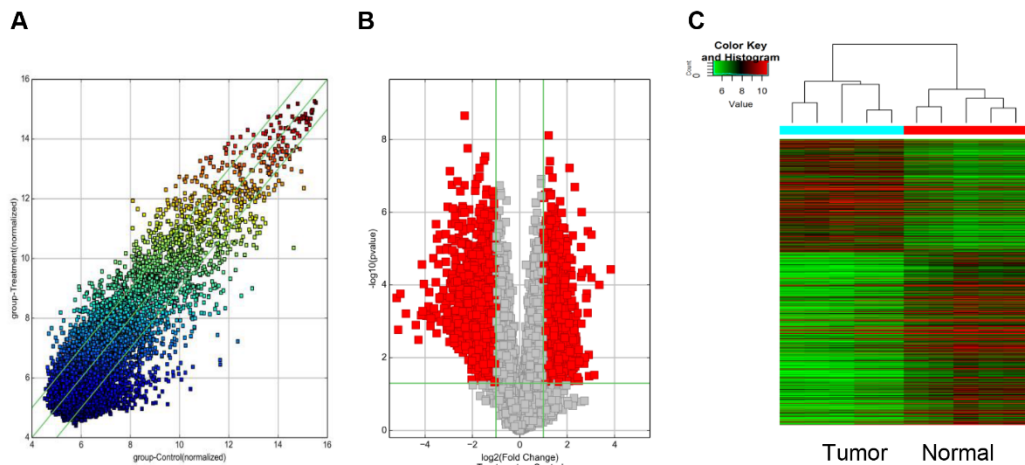 A
16
14
12
10
8
6
4
4
6
8
10
12
14
16
group-Treatment(normalized)
group-Control(normalized)
B
8
6
4
2
0
−4
−2
0
2
4
-log10(pvalue)
log2(Fold Change)
C
Color Key
and Histogram
Count
0
6
8
10
Value
Tumor
Normal